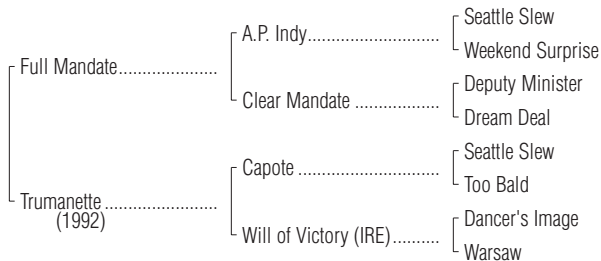 Seattle Slew
A.P. Indy.............................
Weekend Surprise
Full Mandate.....................
Deputy Minister
Clear Mandate ..................
Dream Deal
Seattle Slew
Capote ..............................
Too Bald
Trumanette ........................
(1992)
Dancer's Image
Will of Victory (IRE)..........
Warsaw